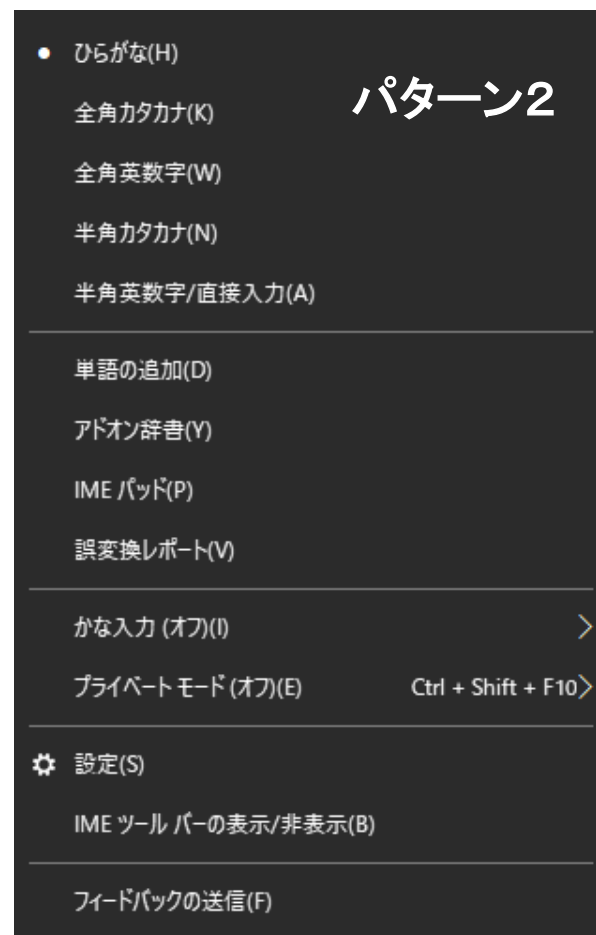 ひらがな(H)
パターン2
全角カタカナ(K)
全角英数字(W)
半角カタカナ(N)
半角英数字/直接入力(A)
単語の追加(D)
アドオン辞書(Y)
IME パッド(P)
誤変換レポート(V)
かな入力 (オフ)(I)
プライベート モード (オフ)(E) Ctrl + Shift + F10
設定(S)
IME ツール バーの表示/非表示(B)
フィードバックの送信(F)